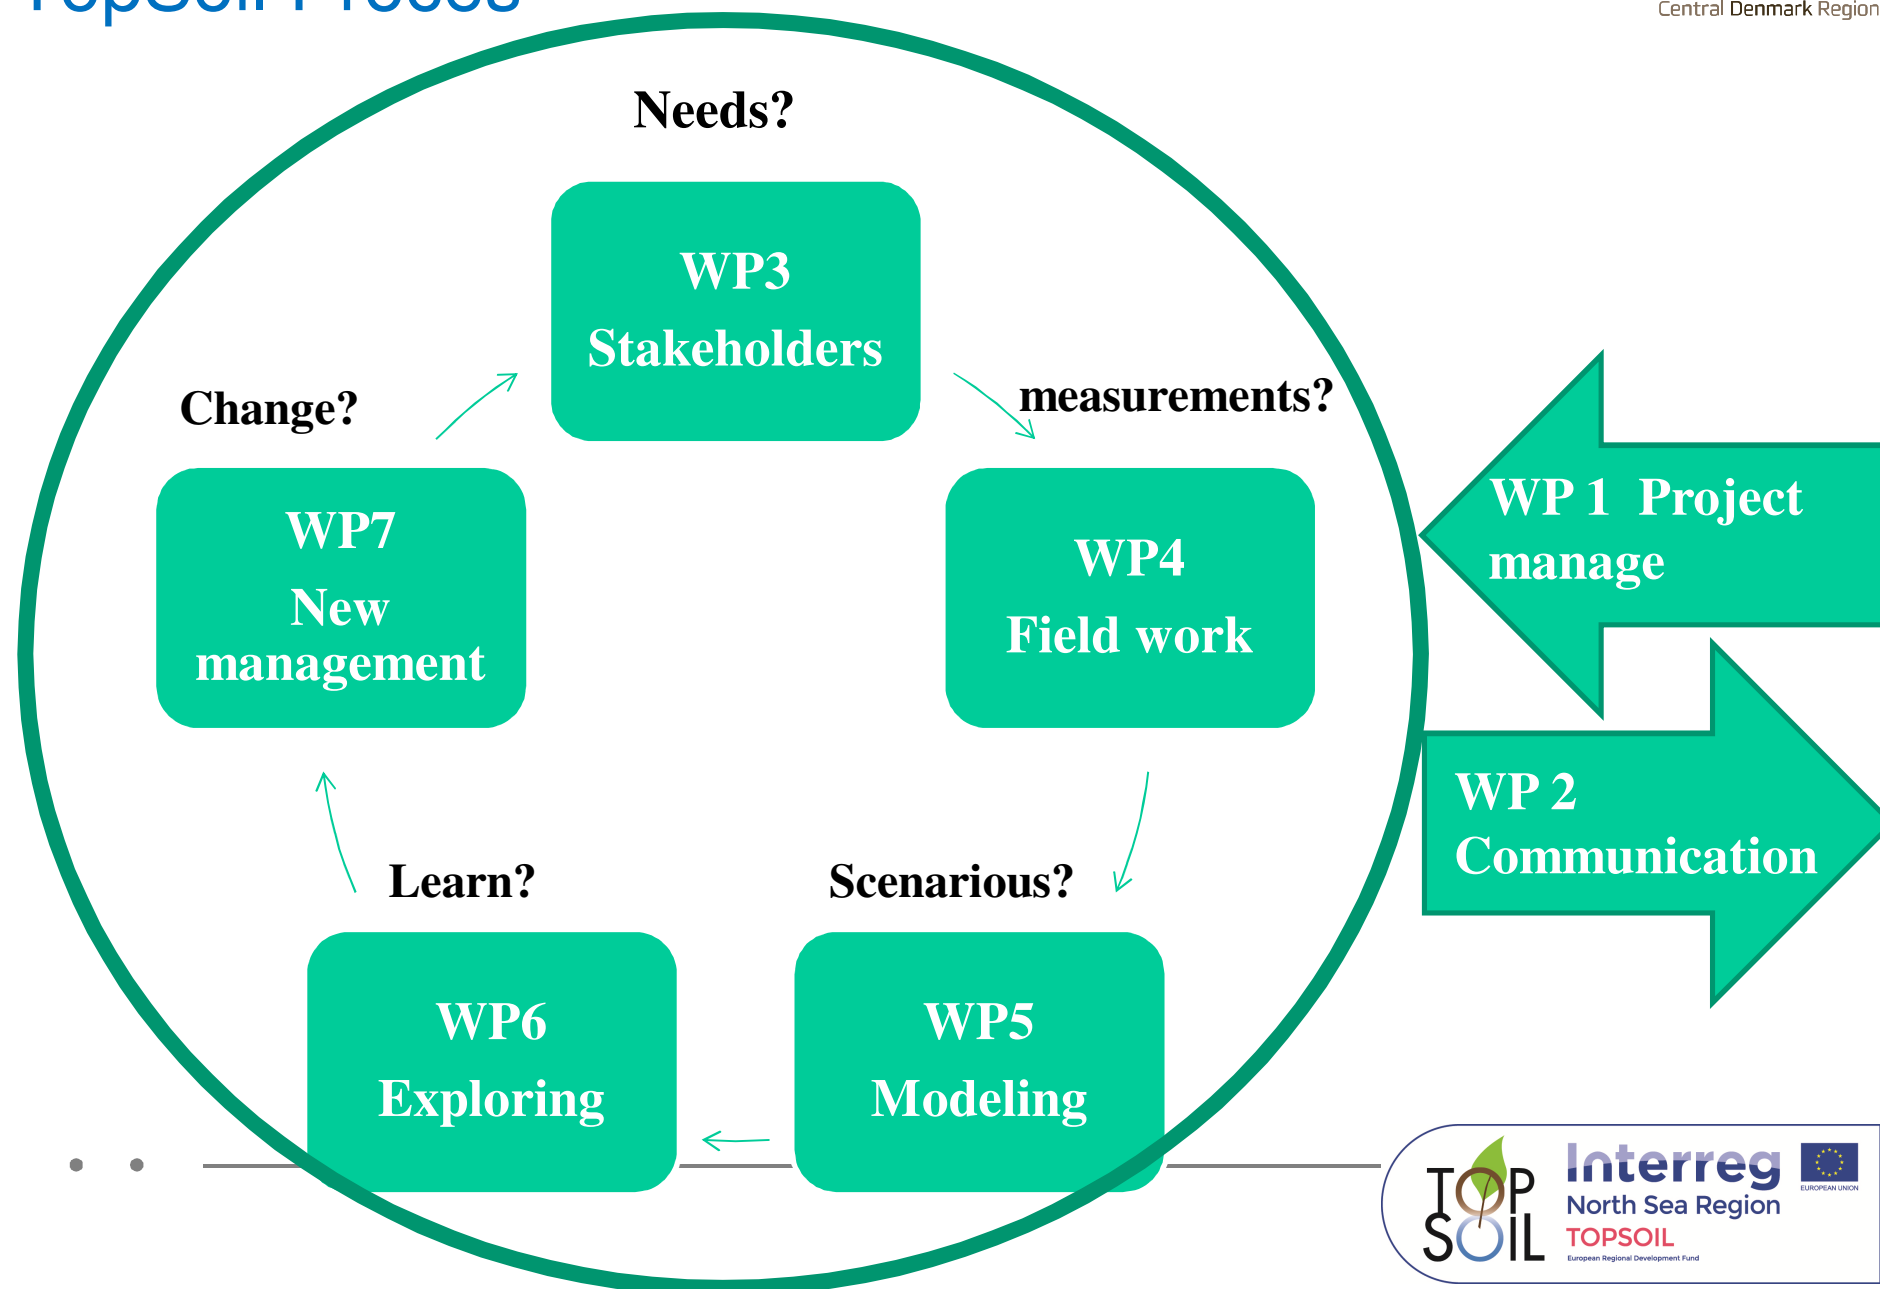 TopSoil Proces
Central Denmark Region
Needs?
WP3
Stakeholders
Change?
measurements?
WP7
New
management
WP4
Field work
WP 1 Project
manage
WP 2
Communication
Learn?
Scenarious?
WP6
Exploring
WP5
Modeling
TOP
SOIL
Interreg
EUROPEAN UNION
North Sea Region
TOPSOIL
European Regional Development Fund